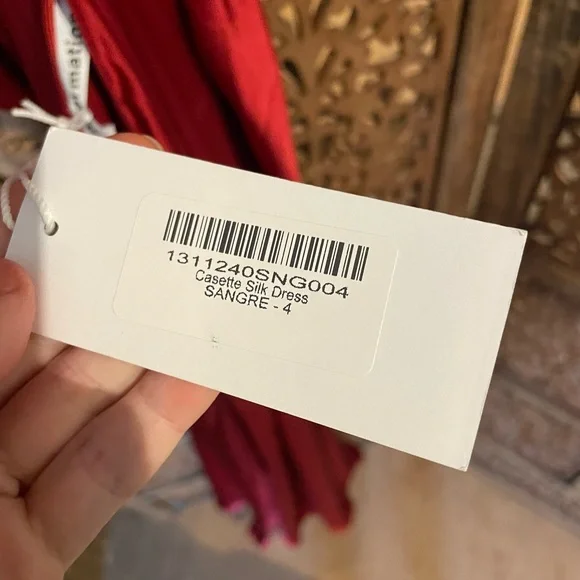 1311240SNG004
Casette Silk Dress
SANGRE - 4